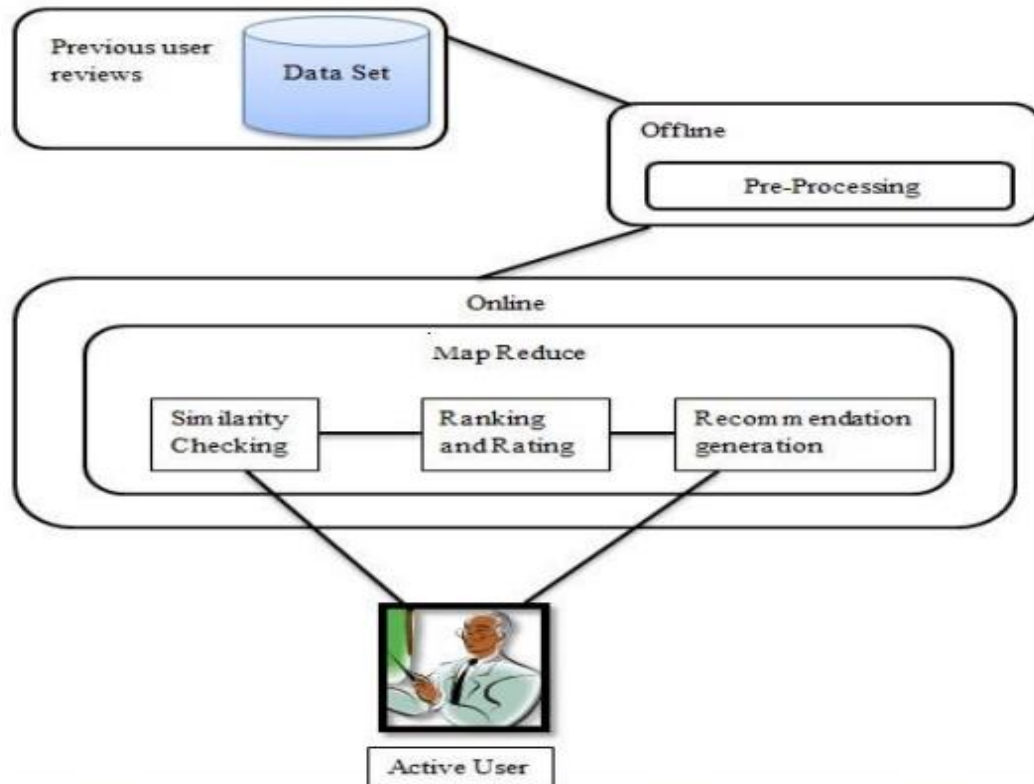 Previous user
reviews
Data Set
Offline
Pre-Processing
Online
Map Reduce
Similarity
Checking
Ranking
and Rating
Recommendation
generation
Active User